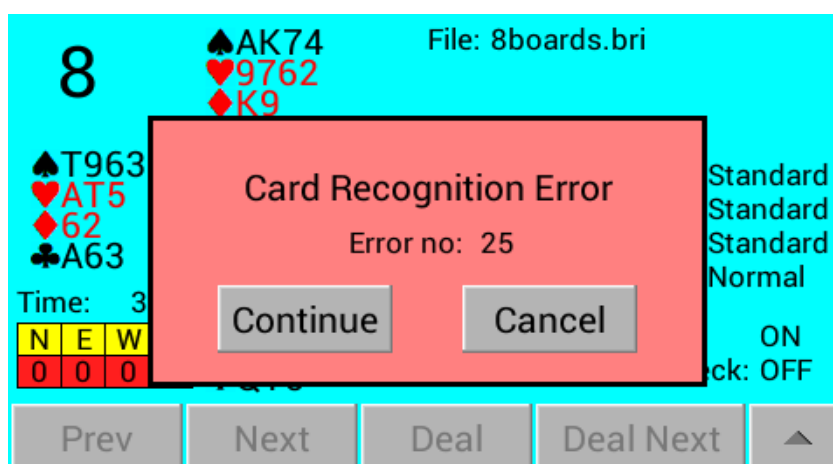 8
♠AK74
♥9762
♦K9
File: 8boards.bri
♠T963
♥AT5
♦62
♣A63
Card Recognition Error
Error no: 25
Continue
Cancel
Standard
Standard
Standard
Normal
ON
OFF
Time: 3
N E W
0 0 0
Prev
Next
Deal
Deal Next